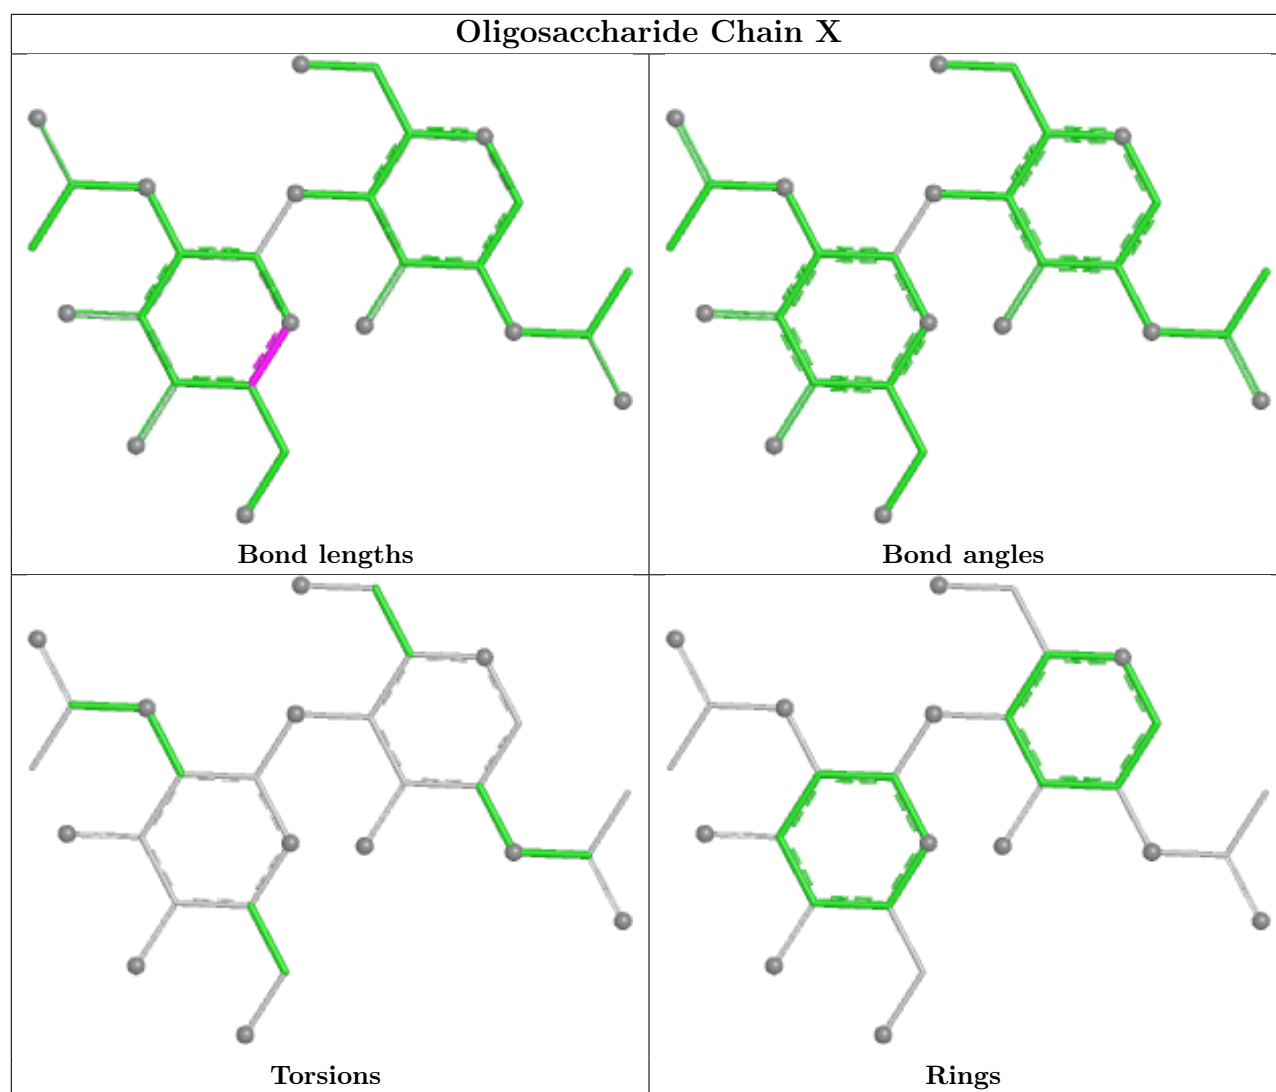 Oligosaccharide Chain X
Bond lengths
Bond angles
Torsions
Rings